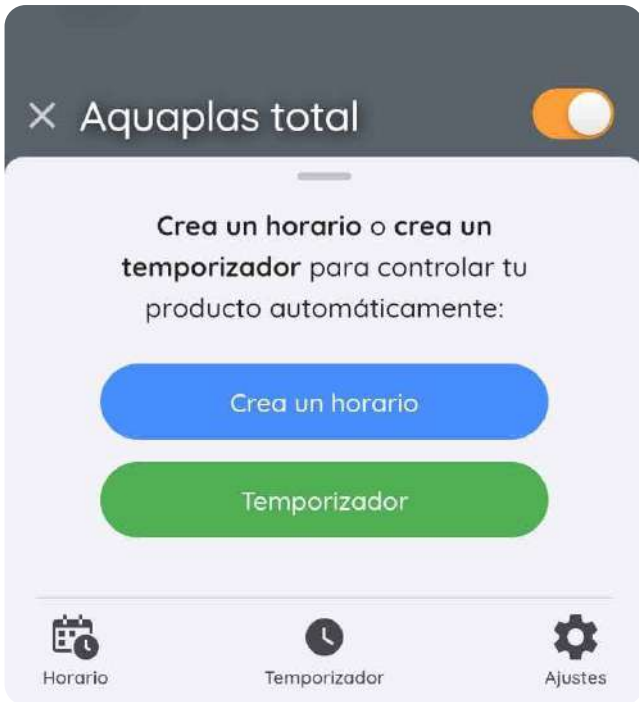 Aquaplas total
Crea un horario o crea un
temporizador para controlar tu
producto automáticamente:
Crea un horario
Temporizador
Horario
Temporizador
Ajustes